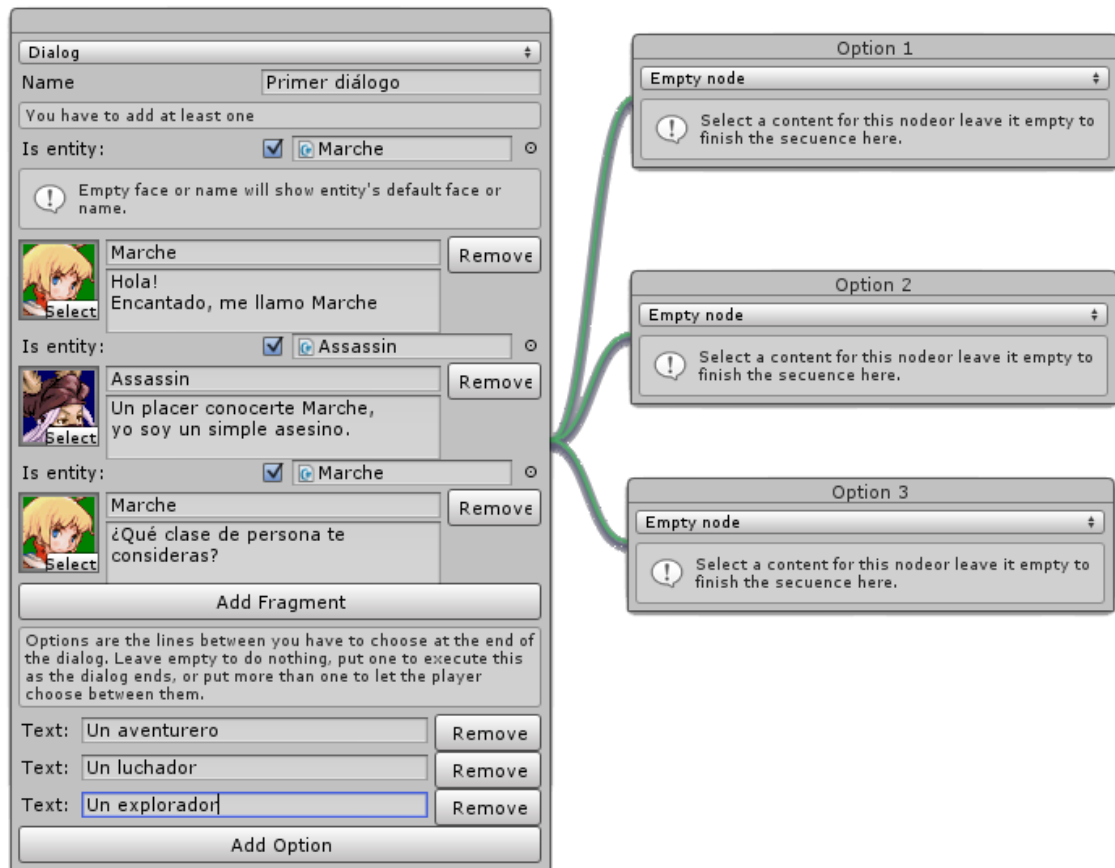 Dialog
Name
Primer diálogo
You have to add at least one
Is entity:
Marche
Empty face or name will show entity's default face or
name.
Marche
Remove
Hola!
Encantado, me llamo Marche
Select
Is entity:
Assassin
Assassin
Remove
Un placer conocerte Marche,
yo soy un simple asesino.
Select
Is entity:
Marche
Marche
Remove
¿Qué clase de persona te
consideras?
Select
Add Fragment
Options are the lines between you have to choose at the end of
the dialog. Leave empty to do nothing, put one to execute this
as the dialog ends, or put more than one to let the player
choose between them.
Text: Un aventurero
Remove
Text: Un luchador
Remove
Text: Un explorador
Remove
Add Option
Option 1
Empty node
Select a content for this nodeor leave it empty to
finish the secuence here.
Option 2
Empty node
Select a content for this nodeor leave it empty to
finish the secuence here.
Option 3
Empty node
Select a content for this nodeor leave it empty to
finish the secuence here.